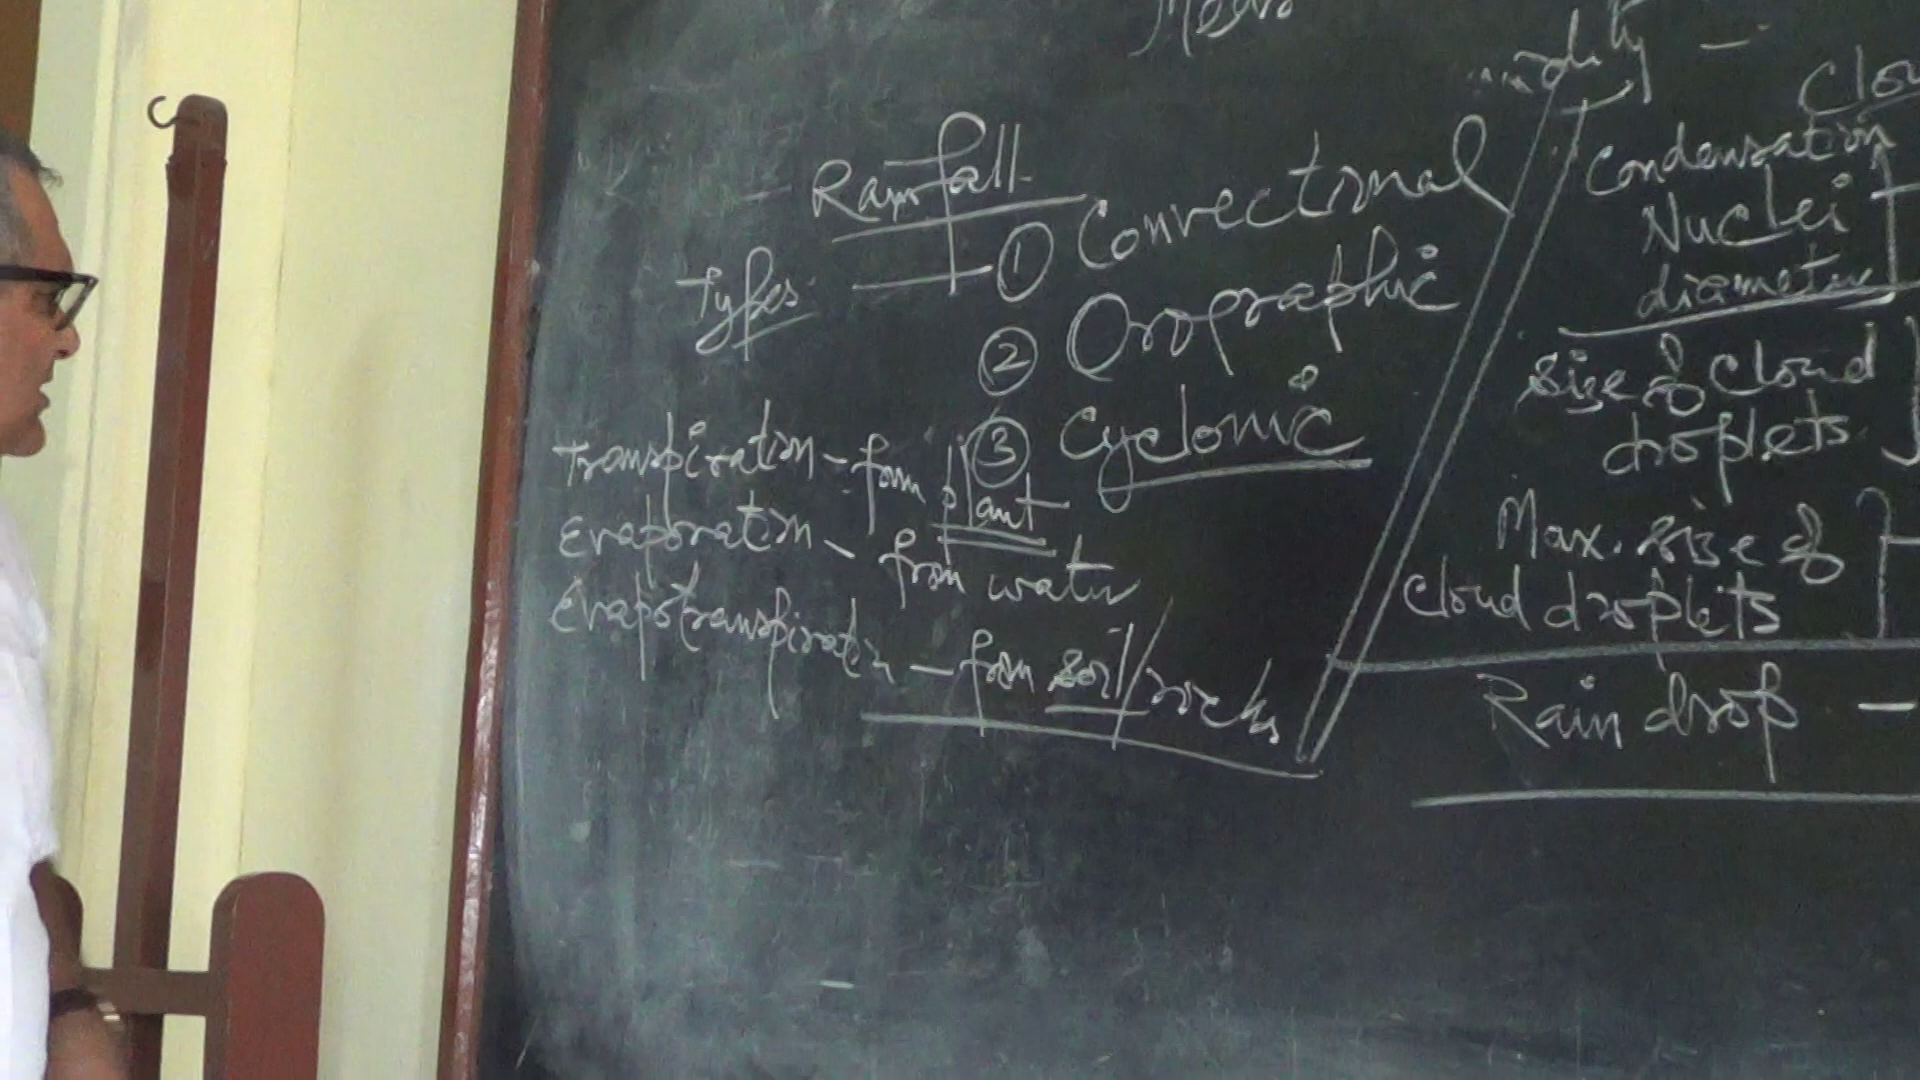 Rainfall
Types
① Convectional
② Orographic
③ Cyclonic
Transpiration - from plant
Evaporation - from water
Evapotranspiration - from soil/rocks
Condensation
Nuclei
diameter
size of cloud
droplets
Max. size of
cloud droplets
Rain drop -